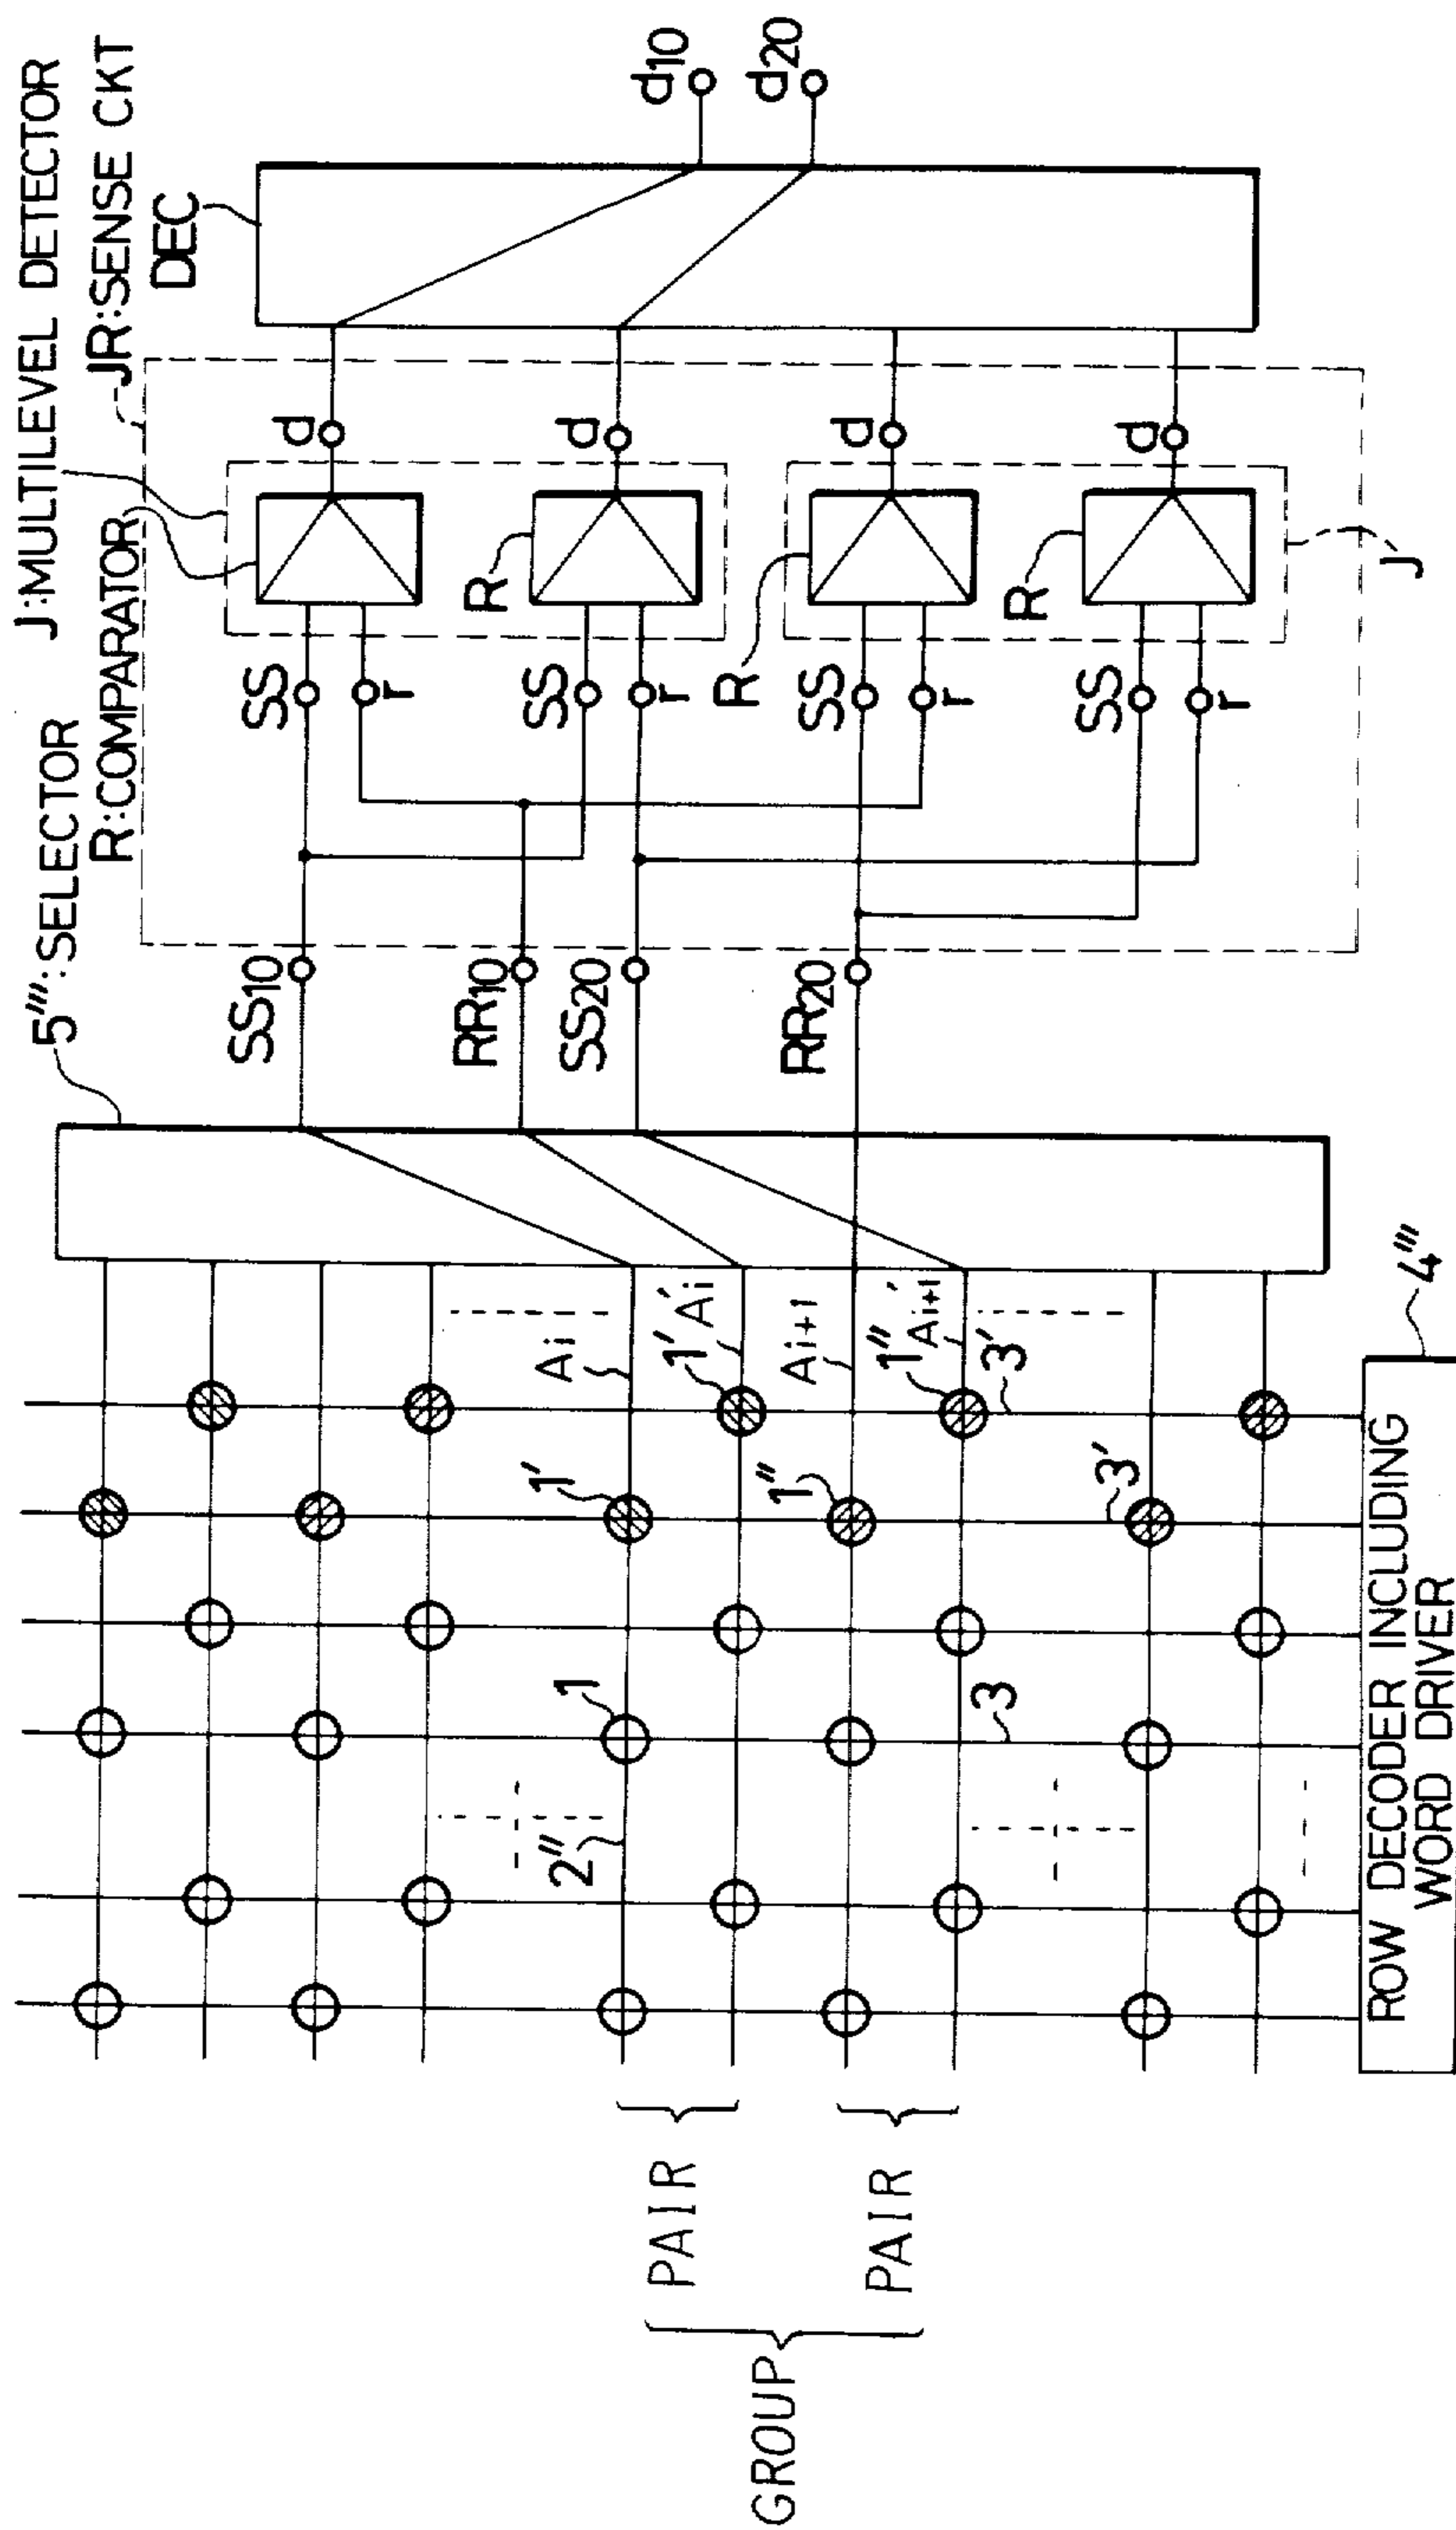 J:MULTILEVEL DETECTOR
R:COMPARATOR
JR:SENSE CKT
5''':SELECTOR
DEC
d10
d20
SS10
RR10
SS20
RR20
SS
r
d
R
SS
r
d
R
SS
r
d
R
SS
r
d
J
Ai
Ai'
Ai+1
Ai+1'
1'
1'
1''
1''
3'
3'
1
3
2''
4'''
ROW DECODER INCLUDING
WORD DRIVER
PAIR
PAIR
GROUP